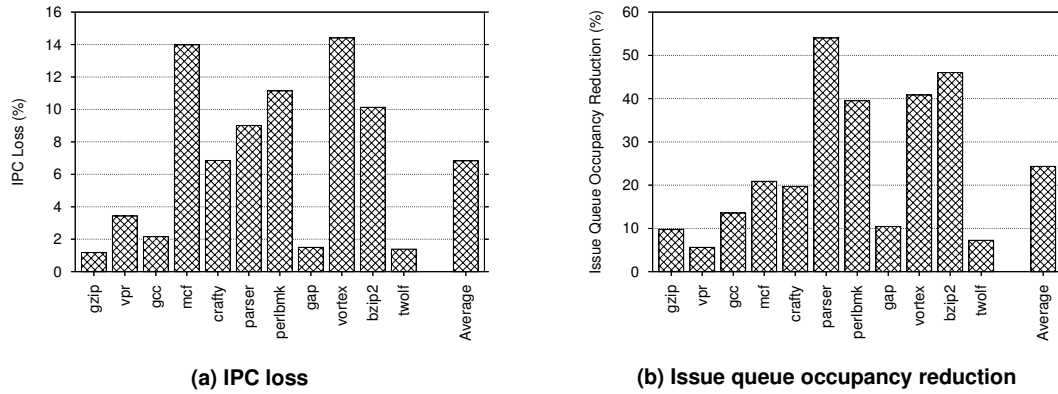 IPC Loss (%)
16
14
12
10
8
6
4
2
0
gzip
vpr
gcc
mcf
crafty
parser
perlbmk
gap
vortex
bzip2
twolf
Average
(a) IPC loss
Issue Queue Occupancy Reduction (%)
60
50
40
30
20
10
0
gzip
vpr
gcc
mcf
crafty
parser
perlbmk
gap
vortex
bzip2
twolf
Average
(b) Issue queue occupancy reduction